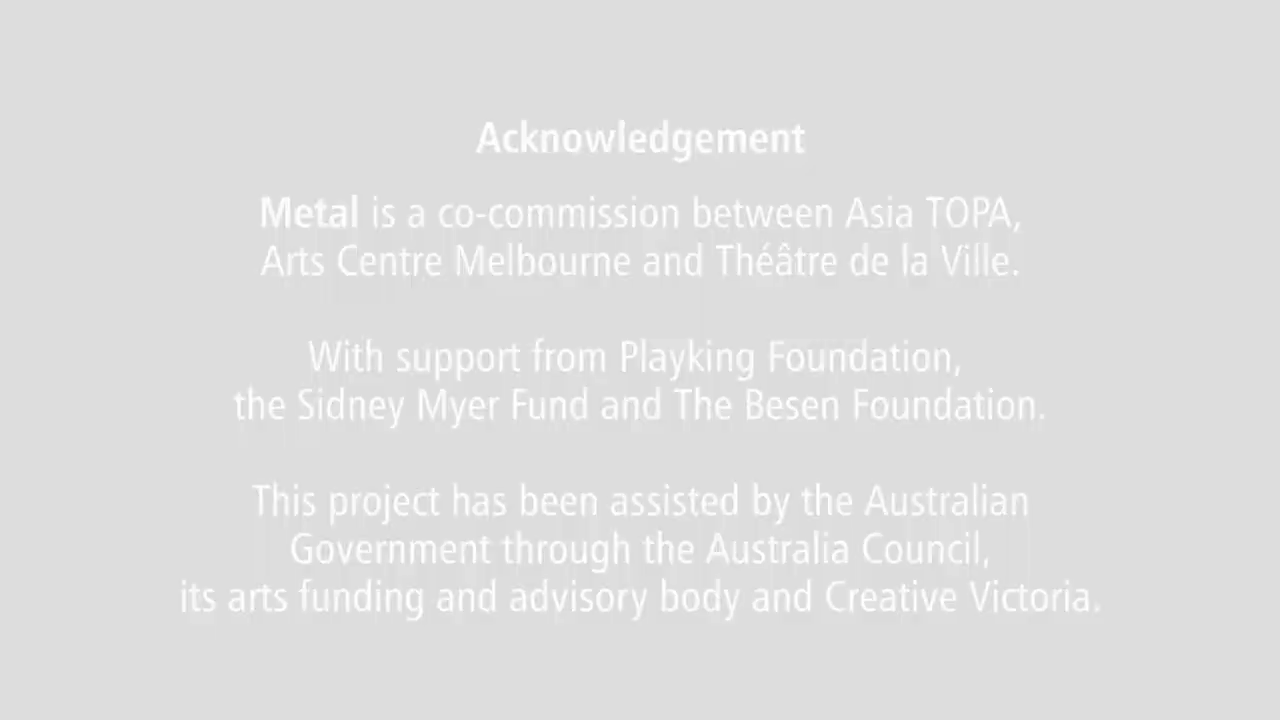 Acknowledgement
Metal is a co-commission between Asia TOPA,
Arts Centre Melbourne and Théâtre de la Ville.
With support from Playking Foundation,
the Sidney Myer Fund and The Besen Foundation.
This project has been assisted by the Australian
Government through the Australia Council,
its arts funding and advisory body and Creative Victoria.